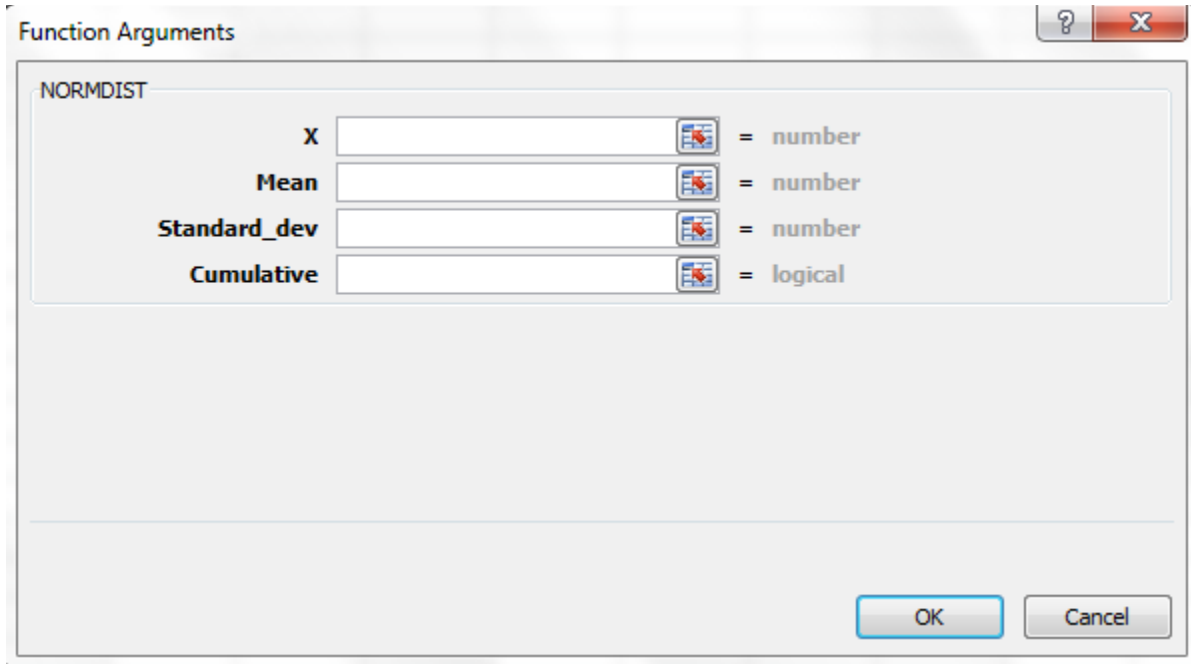 Function Arguments
NORMDIST
X = number
Mean = number
Standard_dev = number
Cumulative = logical
OK Cancel